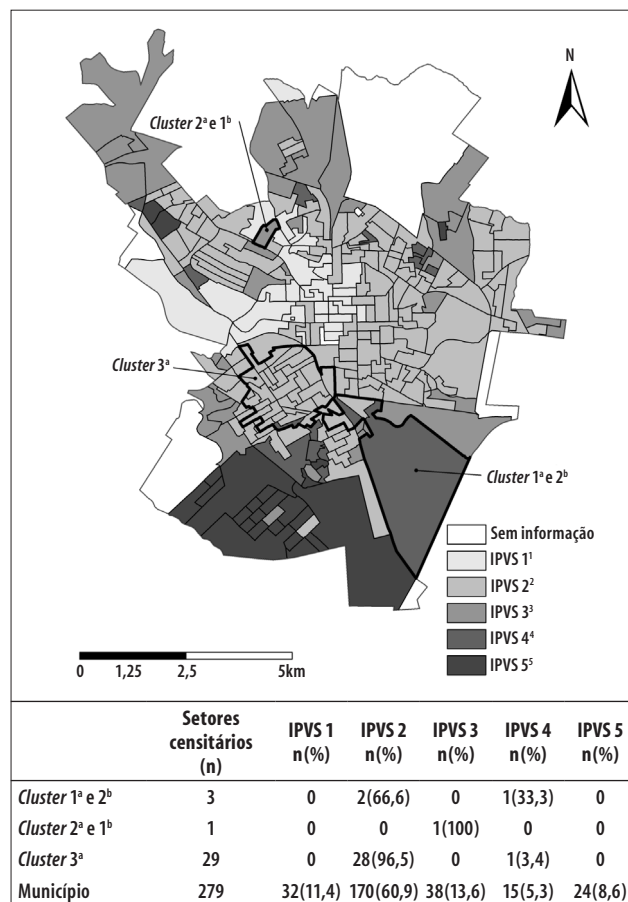 N
Cluster 2ª e 1ᵇ
Cluster 3ª
Cluster 1ª e 2ᵇ
Sem informação
IPVS 1¹
IPVS 2²
IPVS 3³
IPVS 4⁴
IPVS 5⁵
0 1,25 2,5 5km
Setores censitários (n) IPVS 1 n(%) IPVS 2 n(%) IPVS 3 n(%) IPVS 4 n(%) IPVS 5 n(%)
Cluster 1ª e 2ᵇ 3 0 2(66,6) 0 1(33,3) 0
Cluster 2ª e 1ᵇ 1 0 0 1(100) 0 0
Cluster 3ª 29 0 28(96,5) 0 1(3,4) 0
Município 279 32(11,4) 170(60,9) 38(13,6) 15(5,3) 24(8,6)